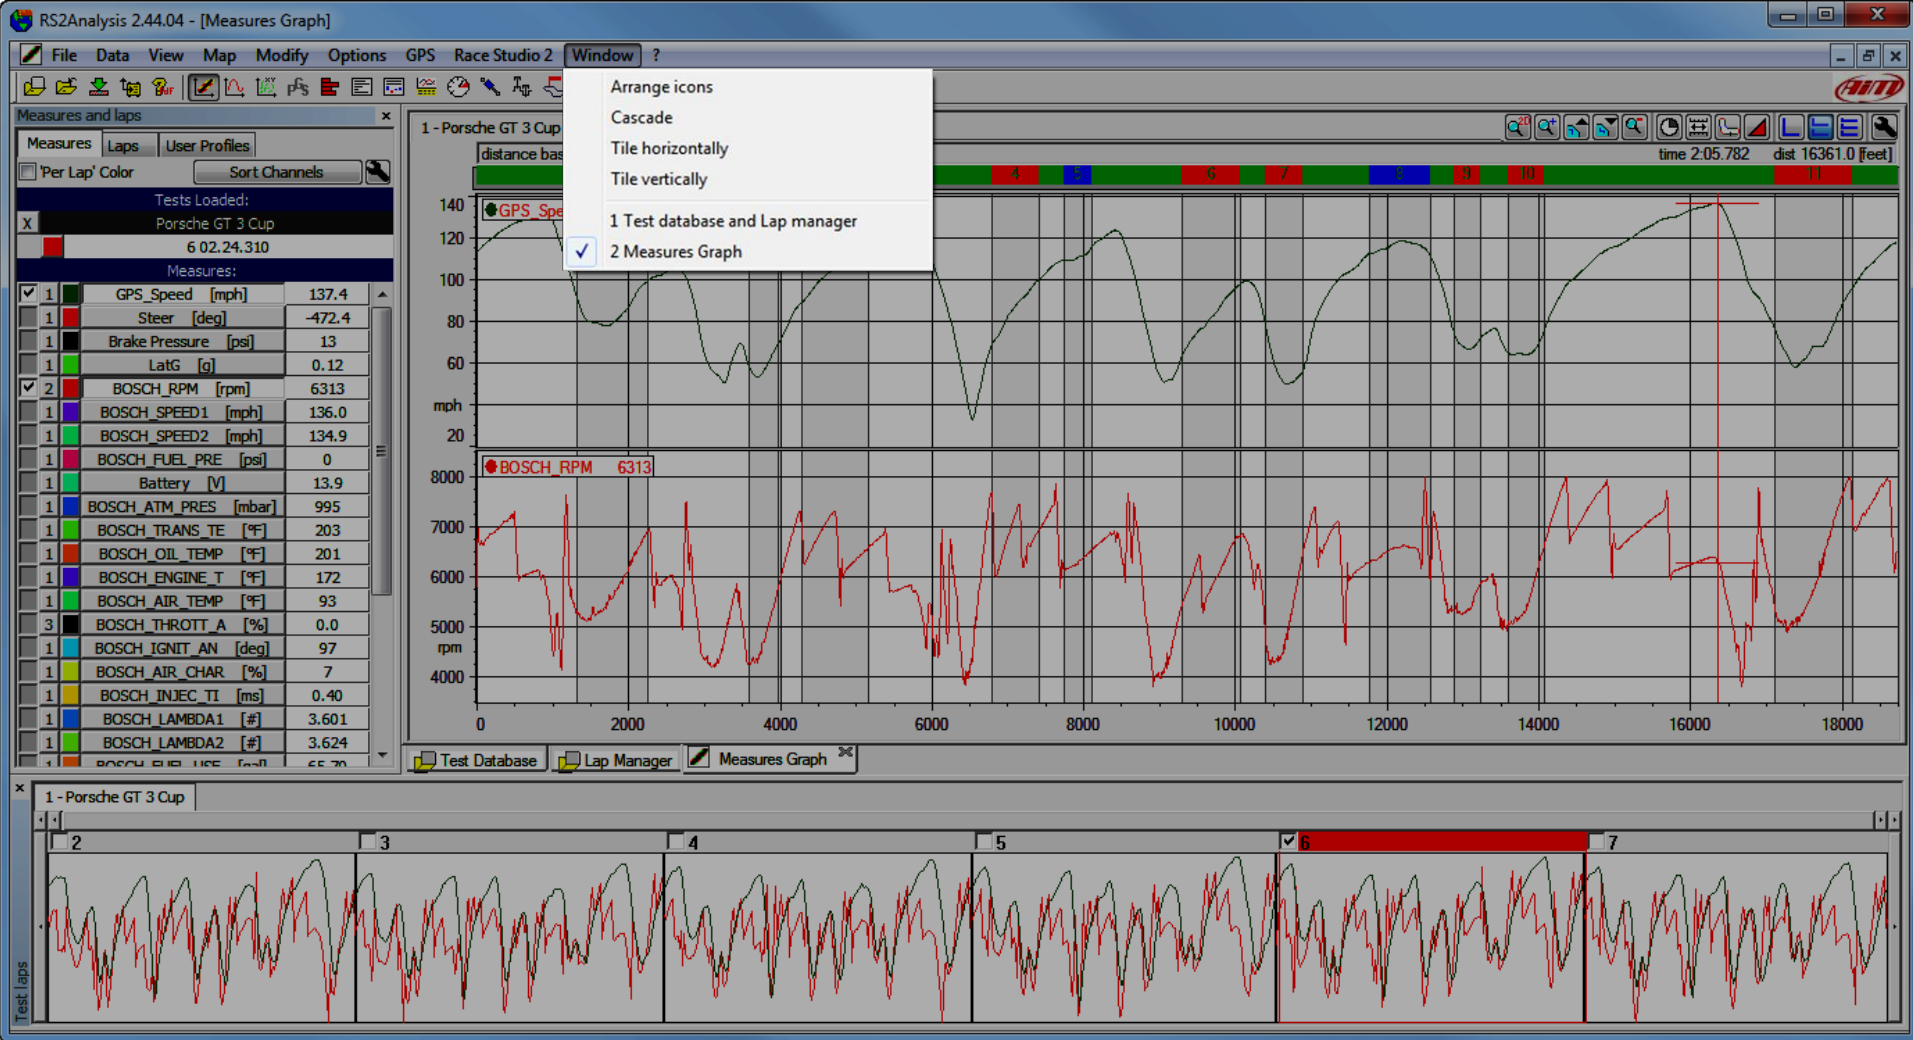 RS2Analysis 2.44.04 - [Measures Graph]
File Data View Map Modify Options GPS Race Studio 2 Window ?
Arrange icons
Cascade
Tile horizontally
Tile vertically
1 Test database and Lap manager
2 Measures Graph
AiM
Measures and laps
Measures Laps User Profiles
'Per Lap' Color Sort Channels
Tests Loaded:
X Porsche GT 3 Cup
6 02.24.310
Measures:
1 GPS_Speed [mph] 137.4
1 Steer [deg] -472.4
1 Brake Pressure [psi] 13
1 LatG [g] 0.12
2 BOSCH_RPM [rpm] 6313
1 BOSCH_SPEED1 [mph] 136.0
1 BOSCH_SPEED2 [mph] 134.9
1 BOSCH_FUEL_PRE [psi] 0
1 Battery [V] 13.9
1 BOSCH_ATM_PRES [mbar] 995
1 BOSCH_TRANS_TE [°F] 203
1 BOSCH_OIL_TEMP [°F] 201
1 BOSCH_ENGINE_T [°F] 172
1 BOSCH_AIR_TEMP [°F] 93
3 BOSCH_THROTT_A [%] 0.0
1 BOSCH_IGNIT_AN [deg] 97
1 BOSCH_AIR_CHAR [%] 7
1 BOSCH_INJEC_TI [ms] 0.40
1 BOSCH_LAMBDA1 [#] 3.601
1 BOSCH_LAMBDA2 [#] 3.624
1 BOSCH_FUEL_USE [gal] 65.70
1 - Porsche GT 3 Cup
distance bas
time 2:05.782 dist 16361.0 [feet]
4 5 6 7 8 9 10 11
GPS_Spe
140
120
100
80
60
mph
20
BOSCH_RPM 6313
8000
7000
6000
5000
rpm
4000
0 2000 4000 6000 8000 10000 12000 14000 16000 18000
Test Database Lap Manager Measures Graph
1 - Porsche GT 3 Cup
2 3 4 5 6 7
Test laps